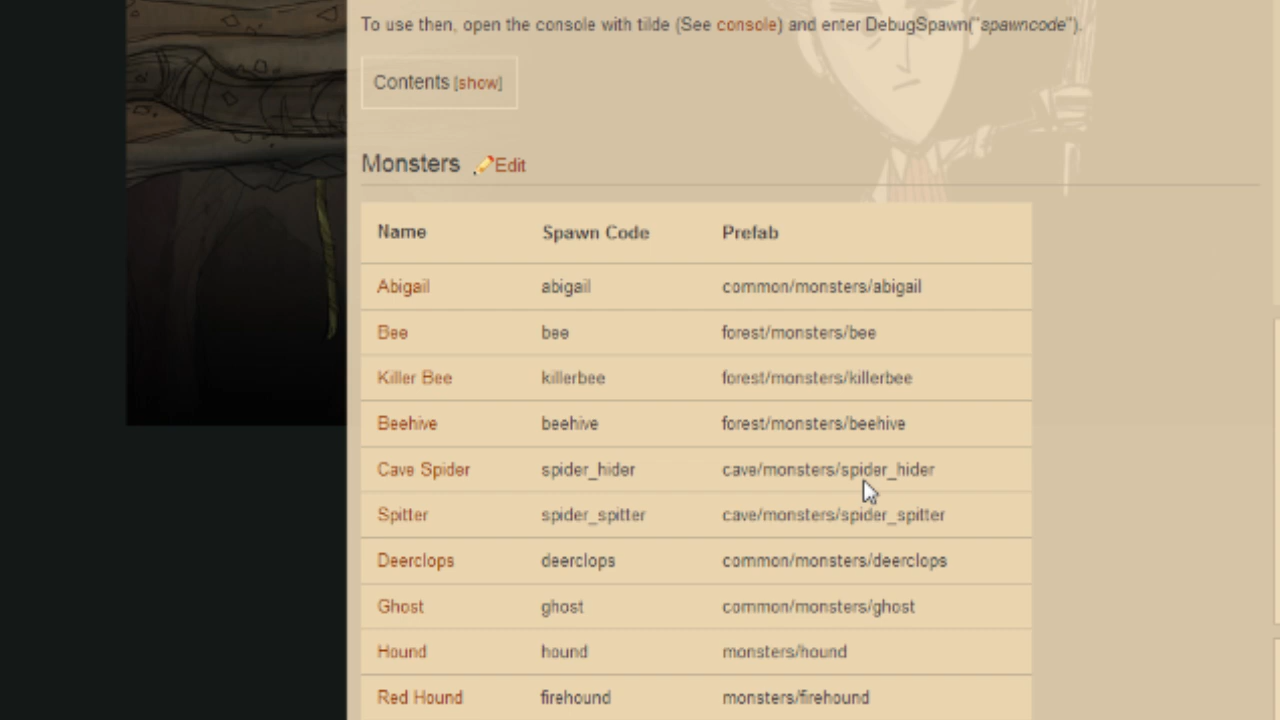 To use then, open the console with tilde (See console) and enter DebugSpawn("spawncode").
Contents [show]
Monsters Edit
Name Spawn Code Prefab
Abigail abigail common/monsters/abigail
Bee bee forest/monsters/bee
Killer Bee killerbee forest/monsters/killerbee
Beehive beehive forest/monsters/beehive
Cave Spider spider_hider cave/monsters/spider_hider
Spitter spider_spitter cave/monsters/spider_spitter
Deerclops deerclops common/monsters/deerclops
Ghost ghost common/monsters/ghost
Hound hound monsters/hound
Red Hound firehound monsters/firehound